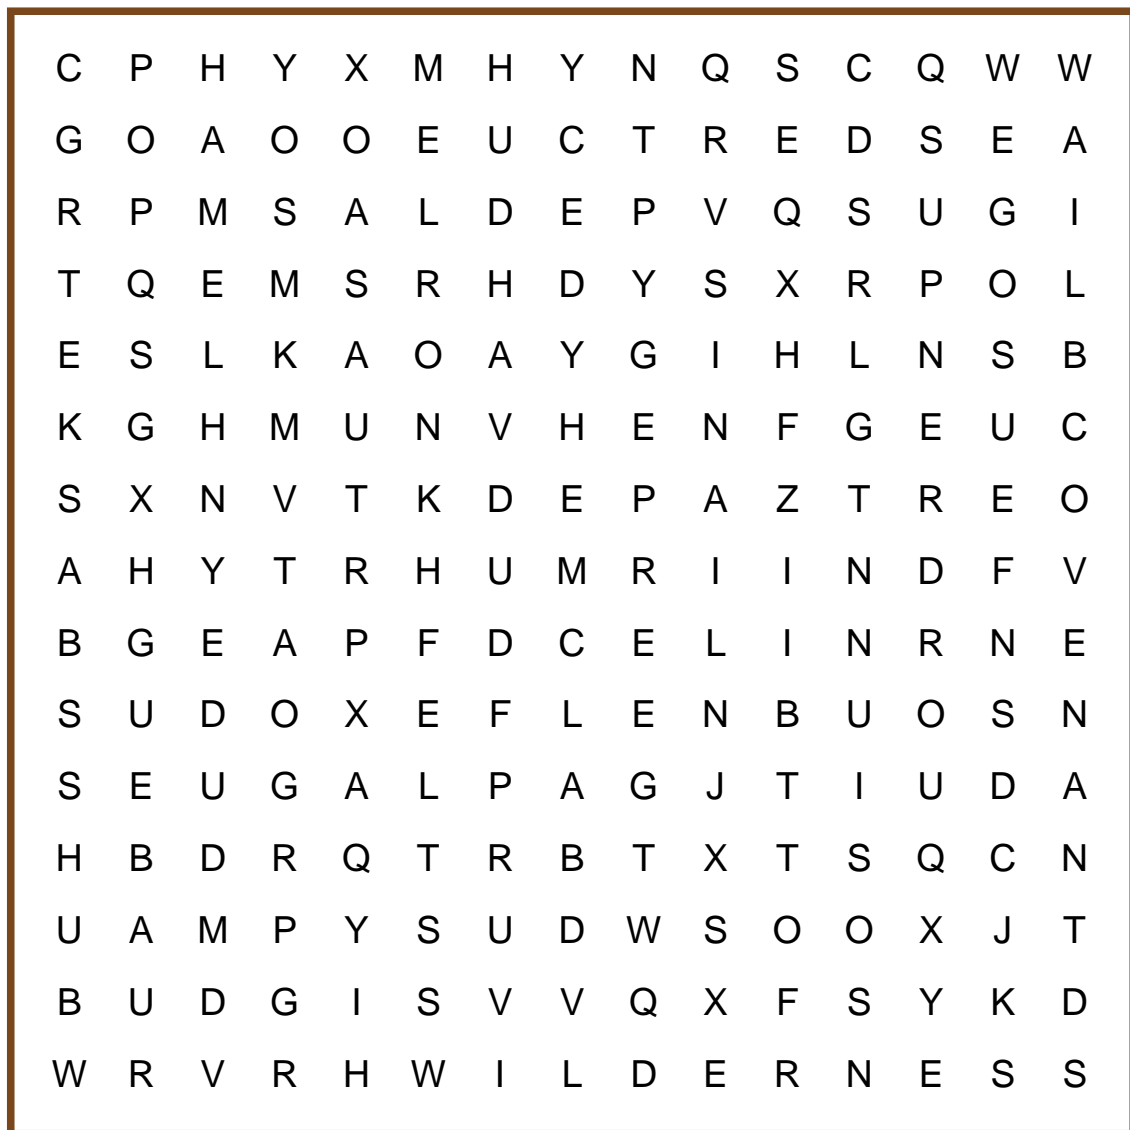 C P H Y X M H Y N Q S C Q W W
G O A O O E U C T R E D S E A
R P M S A L D E P V Q S U G I
T Q E M S R H D Y S X R P O L
E S L K A O A Y G I H L N S B
K G H M U N V H E N F G E U C
S X N V T K D E P A Z T R E O
A H Y T R H U M R I I N D F V
B G E A P F D C E L I N R N E
S U D O X E F L E N B U O S N
S E U G A L P A G J T I U D A
H B D R Q T R B T X T S Q C N
U A M P Y S U D W S O O X J T
B U D G I S V V Q X F S Y K D
W R V R H W I L D E R N E S S